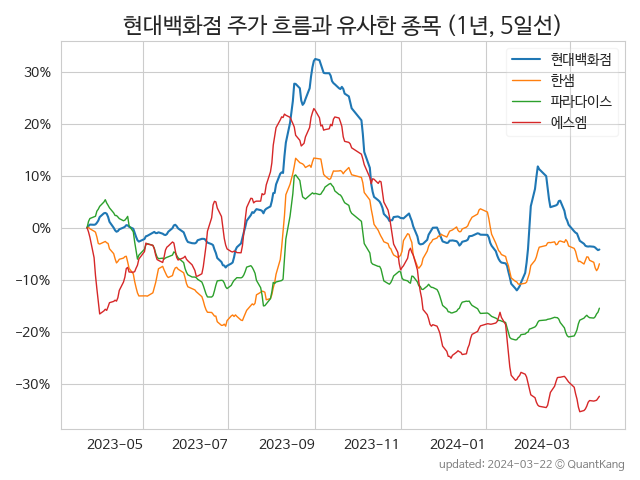 현대백화점 주가 흐름과 유사한 종목 (1년, 5일선)
현대백화점
한샘
파라다이스
에스엠
30%
20%
10%
0%
−10%
−20%
−30%
2023-05 2023-07 2023-09 2023-11 2024-01 2024-03
updated: 2024-03-22 © QuantKang